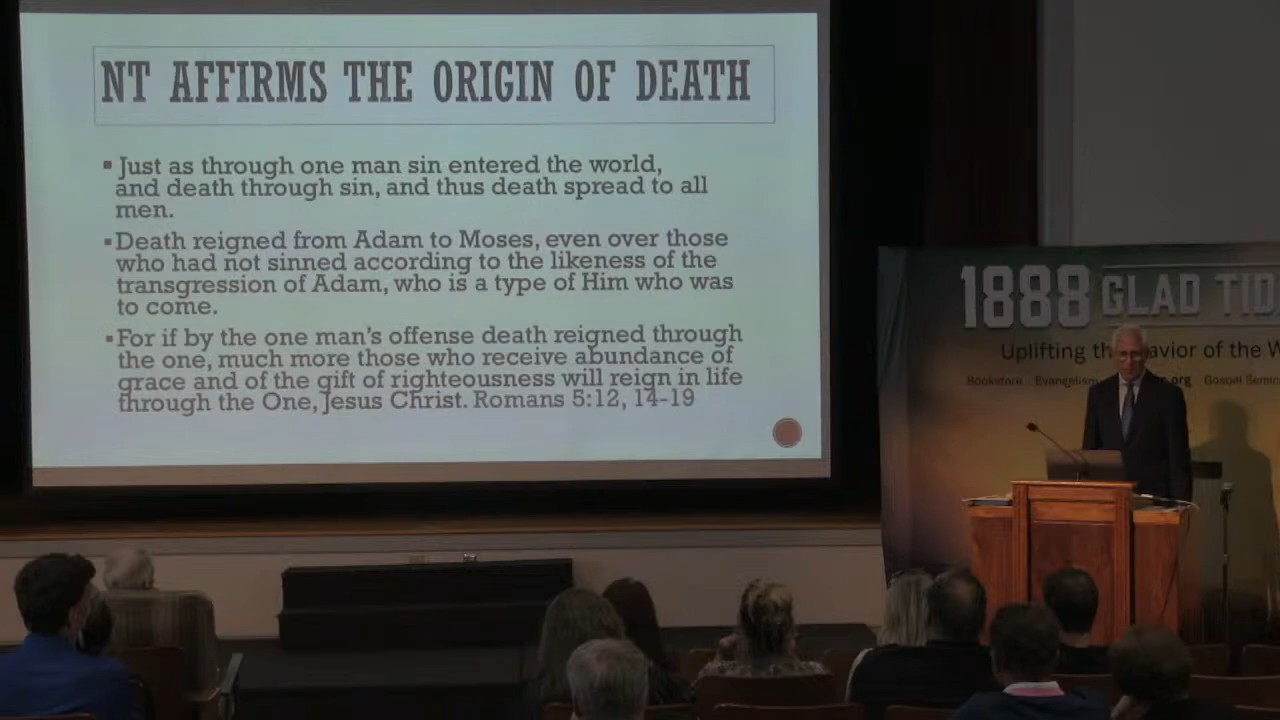 NT AFFIRMS THE ORIGIN OF DEATH
▪ Just as through one man sin entered the world,
and death through sin, and thus death spread to all
men.
▪ Death reigned from Adam to Moses, even over those
who had not sinned according to the likeness of the
transgression of Adam, who is a type of Him who was
to come.
▪ For if by the one man's offense death reigned through
the one, much more those who receive abundance of
grace and of the gift of righteousness will reign in life
through the One, Jesus Christ. Romans 5:12, 14-19
1888 GLAD TID
Uplifting th avior of the W
Bookstore Evangelism .org Gospel Semin